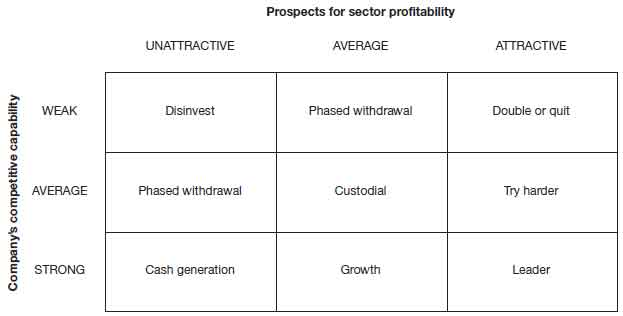 Prospects for sector profitability
UNATTRACTIVE AVERAGE ATTRACTIVE
Company's competitive capability
WEAK Disinvest Phased withdrawal Double or quit
AVERAGE Phased withdrawal Custodial Try harder
STRONG Cash generation Growth Leader